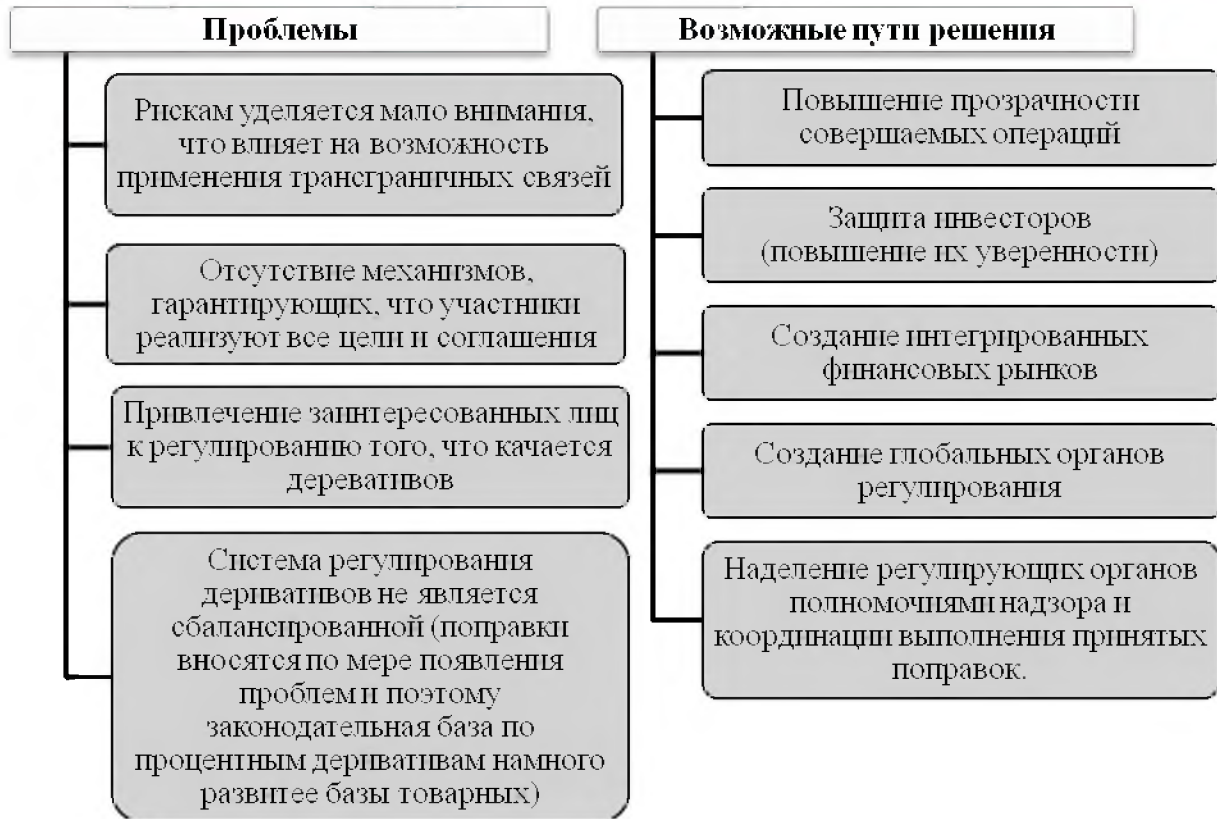 Проблемы
Рискам уделяется мало внимания,
что влияет на возможность
применения трансграничных связей
Отсутствие механизмов,
гарантирующих, что участники
реализуют все цели и соглашения
Привлечение заинтересованных лиц
к регулированию того, что качается
деревативов
Система регулирования
деривативов не является
сбалансированной (поправки
вносятся по мере появления
проблем и поэтому
законодательная база по
процентным деривативам намного
развитее базы товарных)
Возможные пути решения
Повышение прозрачности
совершаемых операций
Защита инвесторов
(повышение их уверенности)
Создание интегрированных
финансовых рынков
Создание глобальных органов
регулирования
Наделение регулирующих органов
полномочиями надзора и
координации выполнения принятых
поправок.